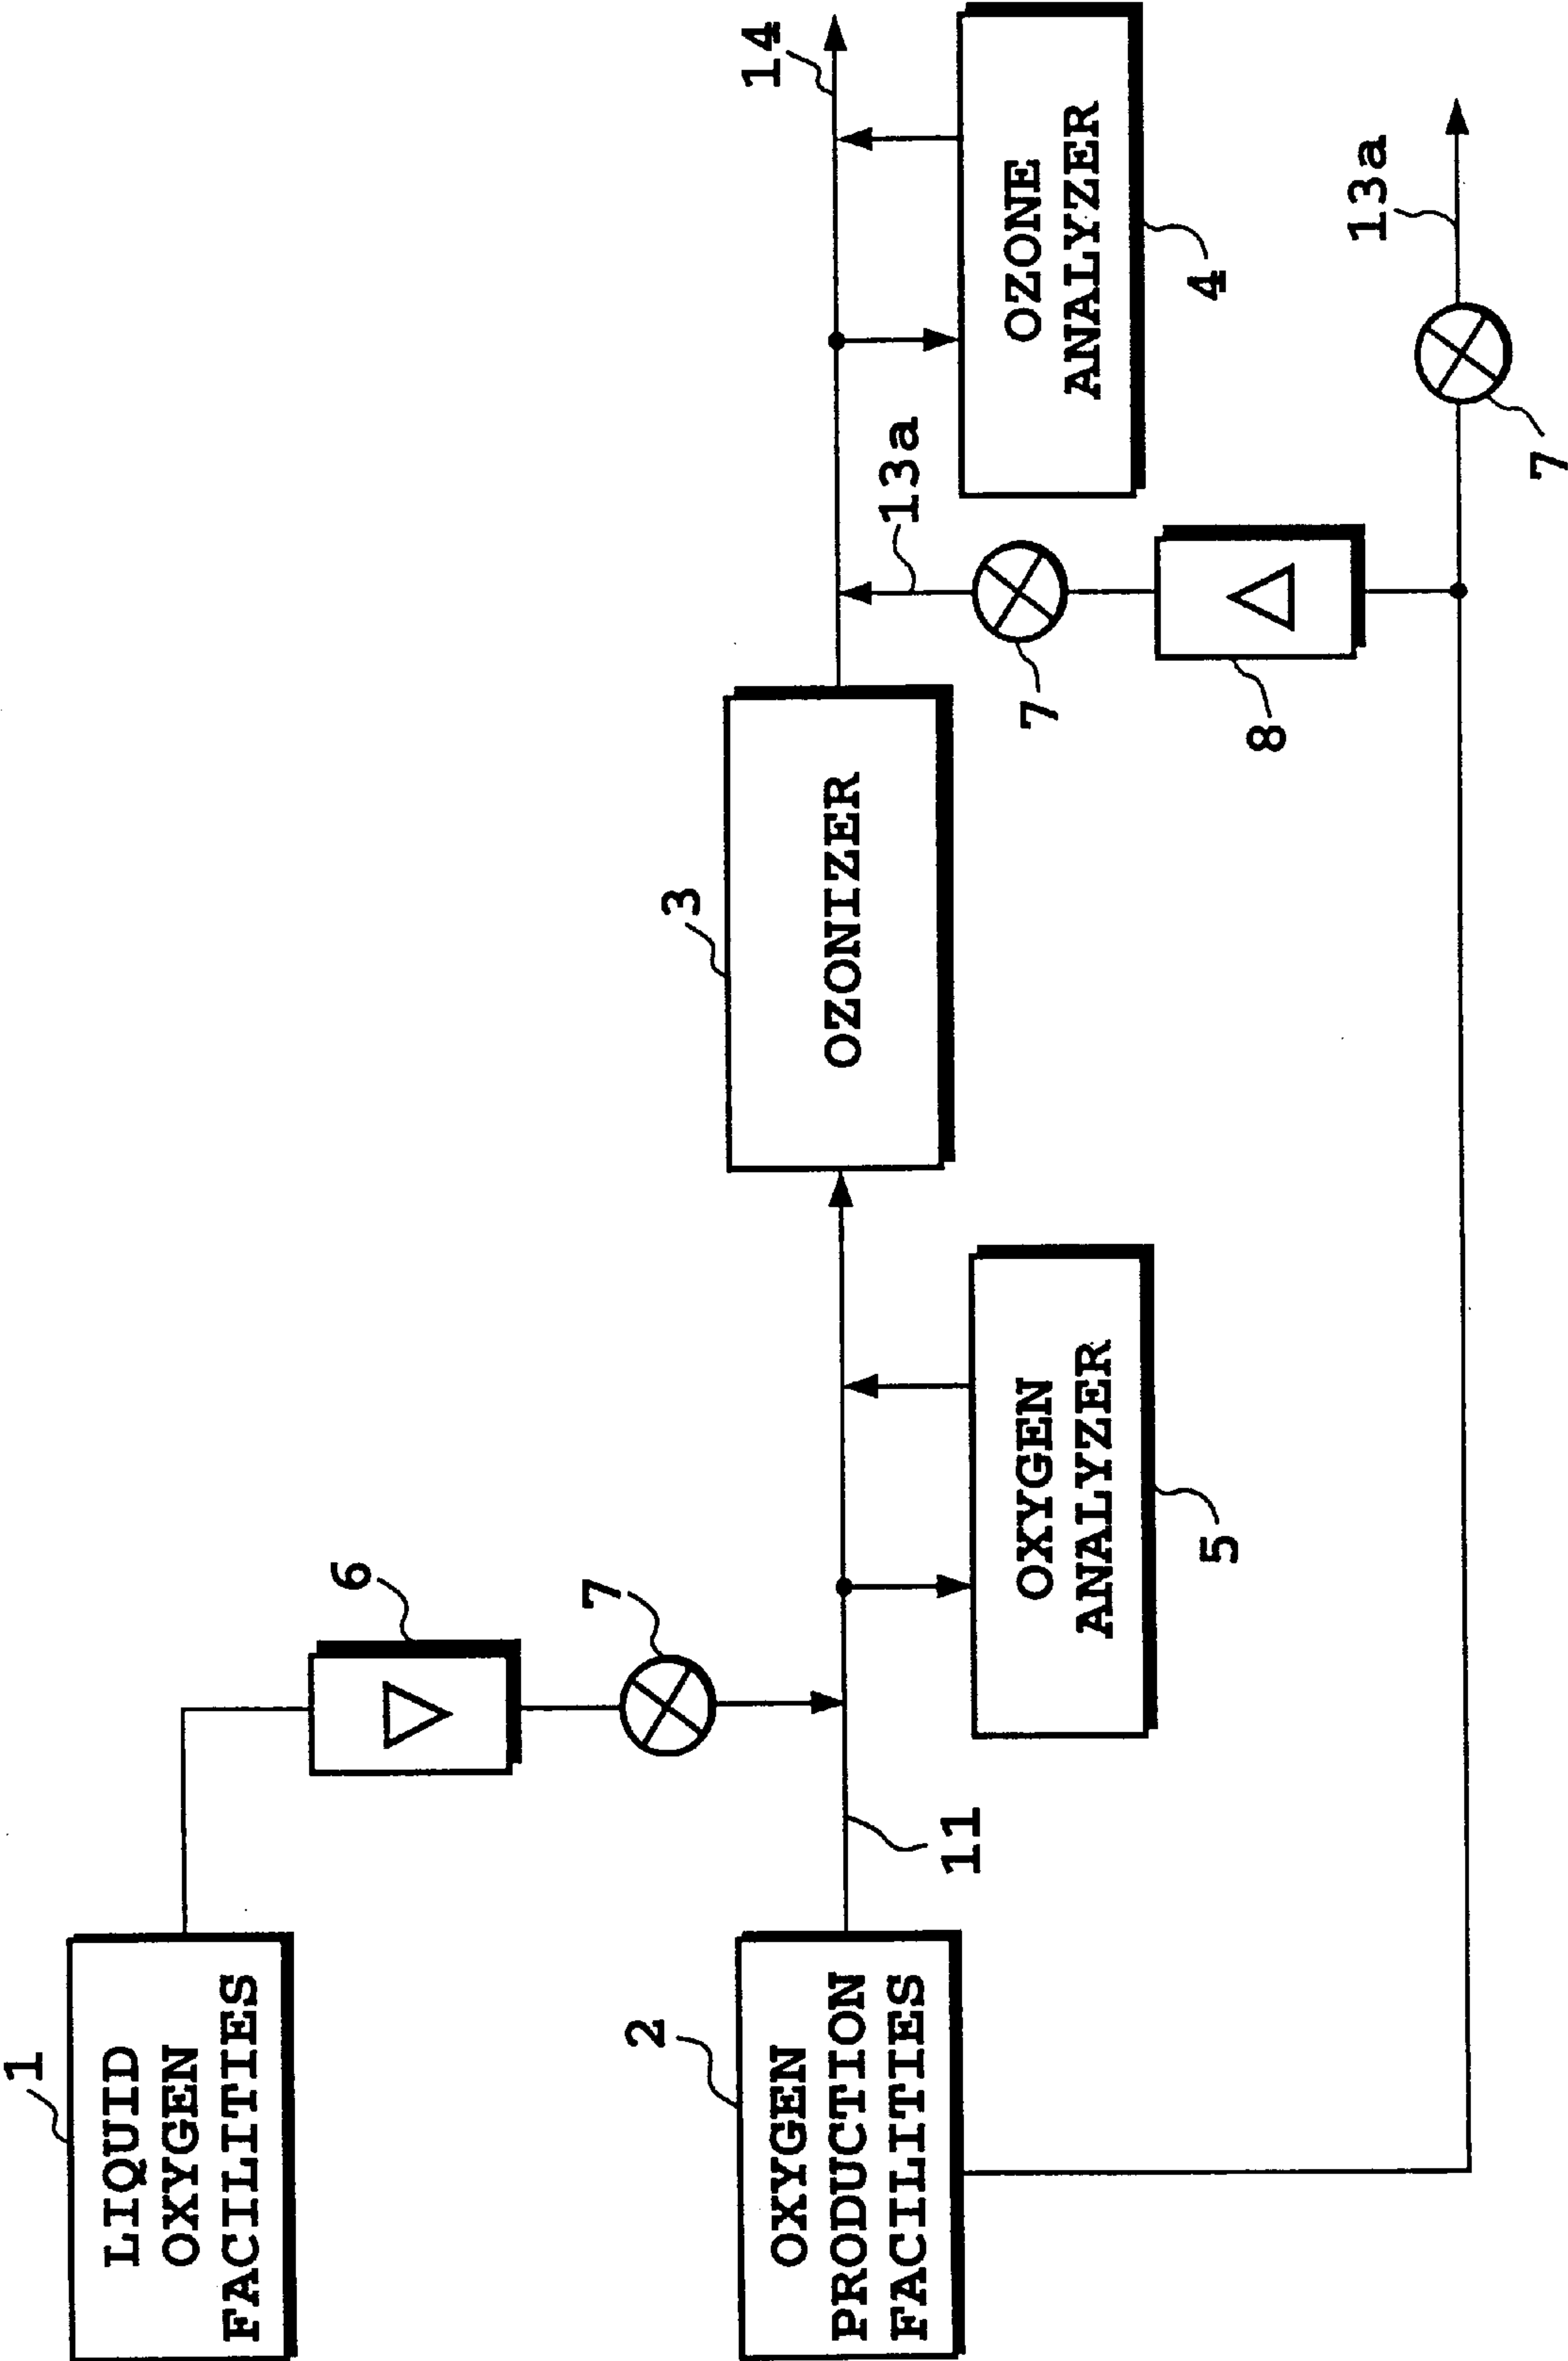 1
LIQUID
OXYGEN
FACILITIES
6
7
2
OXYGEN
PRODUCTION
FACILITIES
11
OXYGEN
ANALYZER
5
3
OZONIZER
14
13a
7
8
OZONE
ANALYZER
4
13a
7